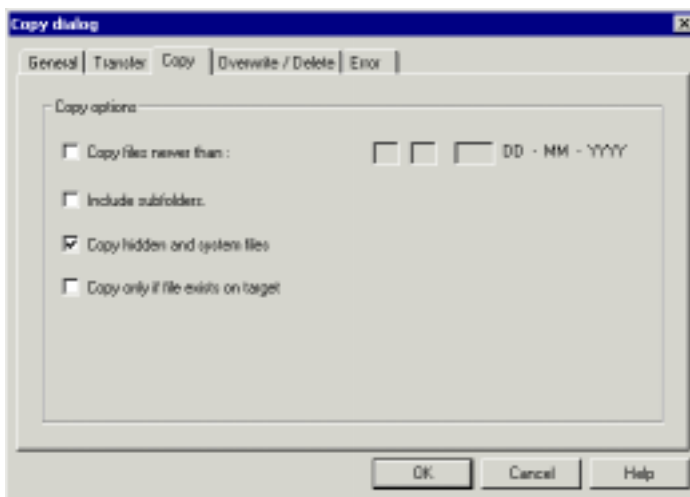 Copy dialog
General Transfer Copy Overwrite / Delete Error
Copy options
Copy files newer than : DD - MM - YYYY
Include subfolders.
Copy hidden and system files
Copy only if file exists on target
OK Cancel Help